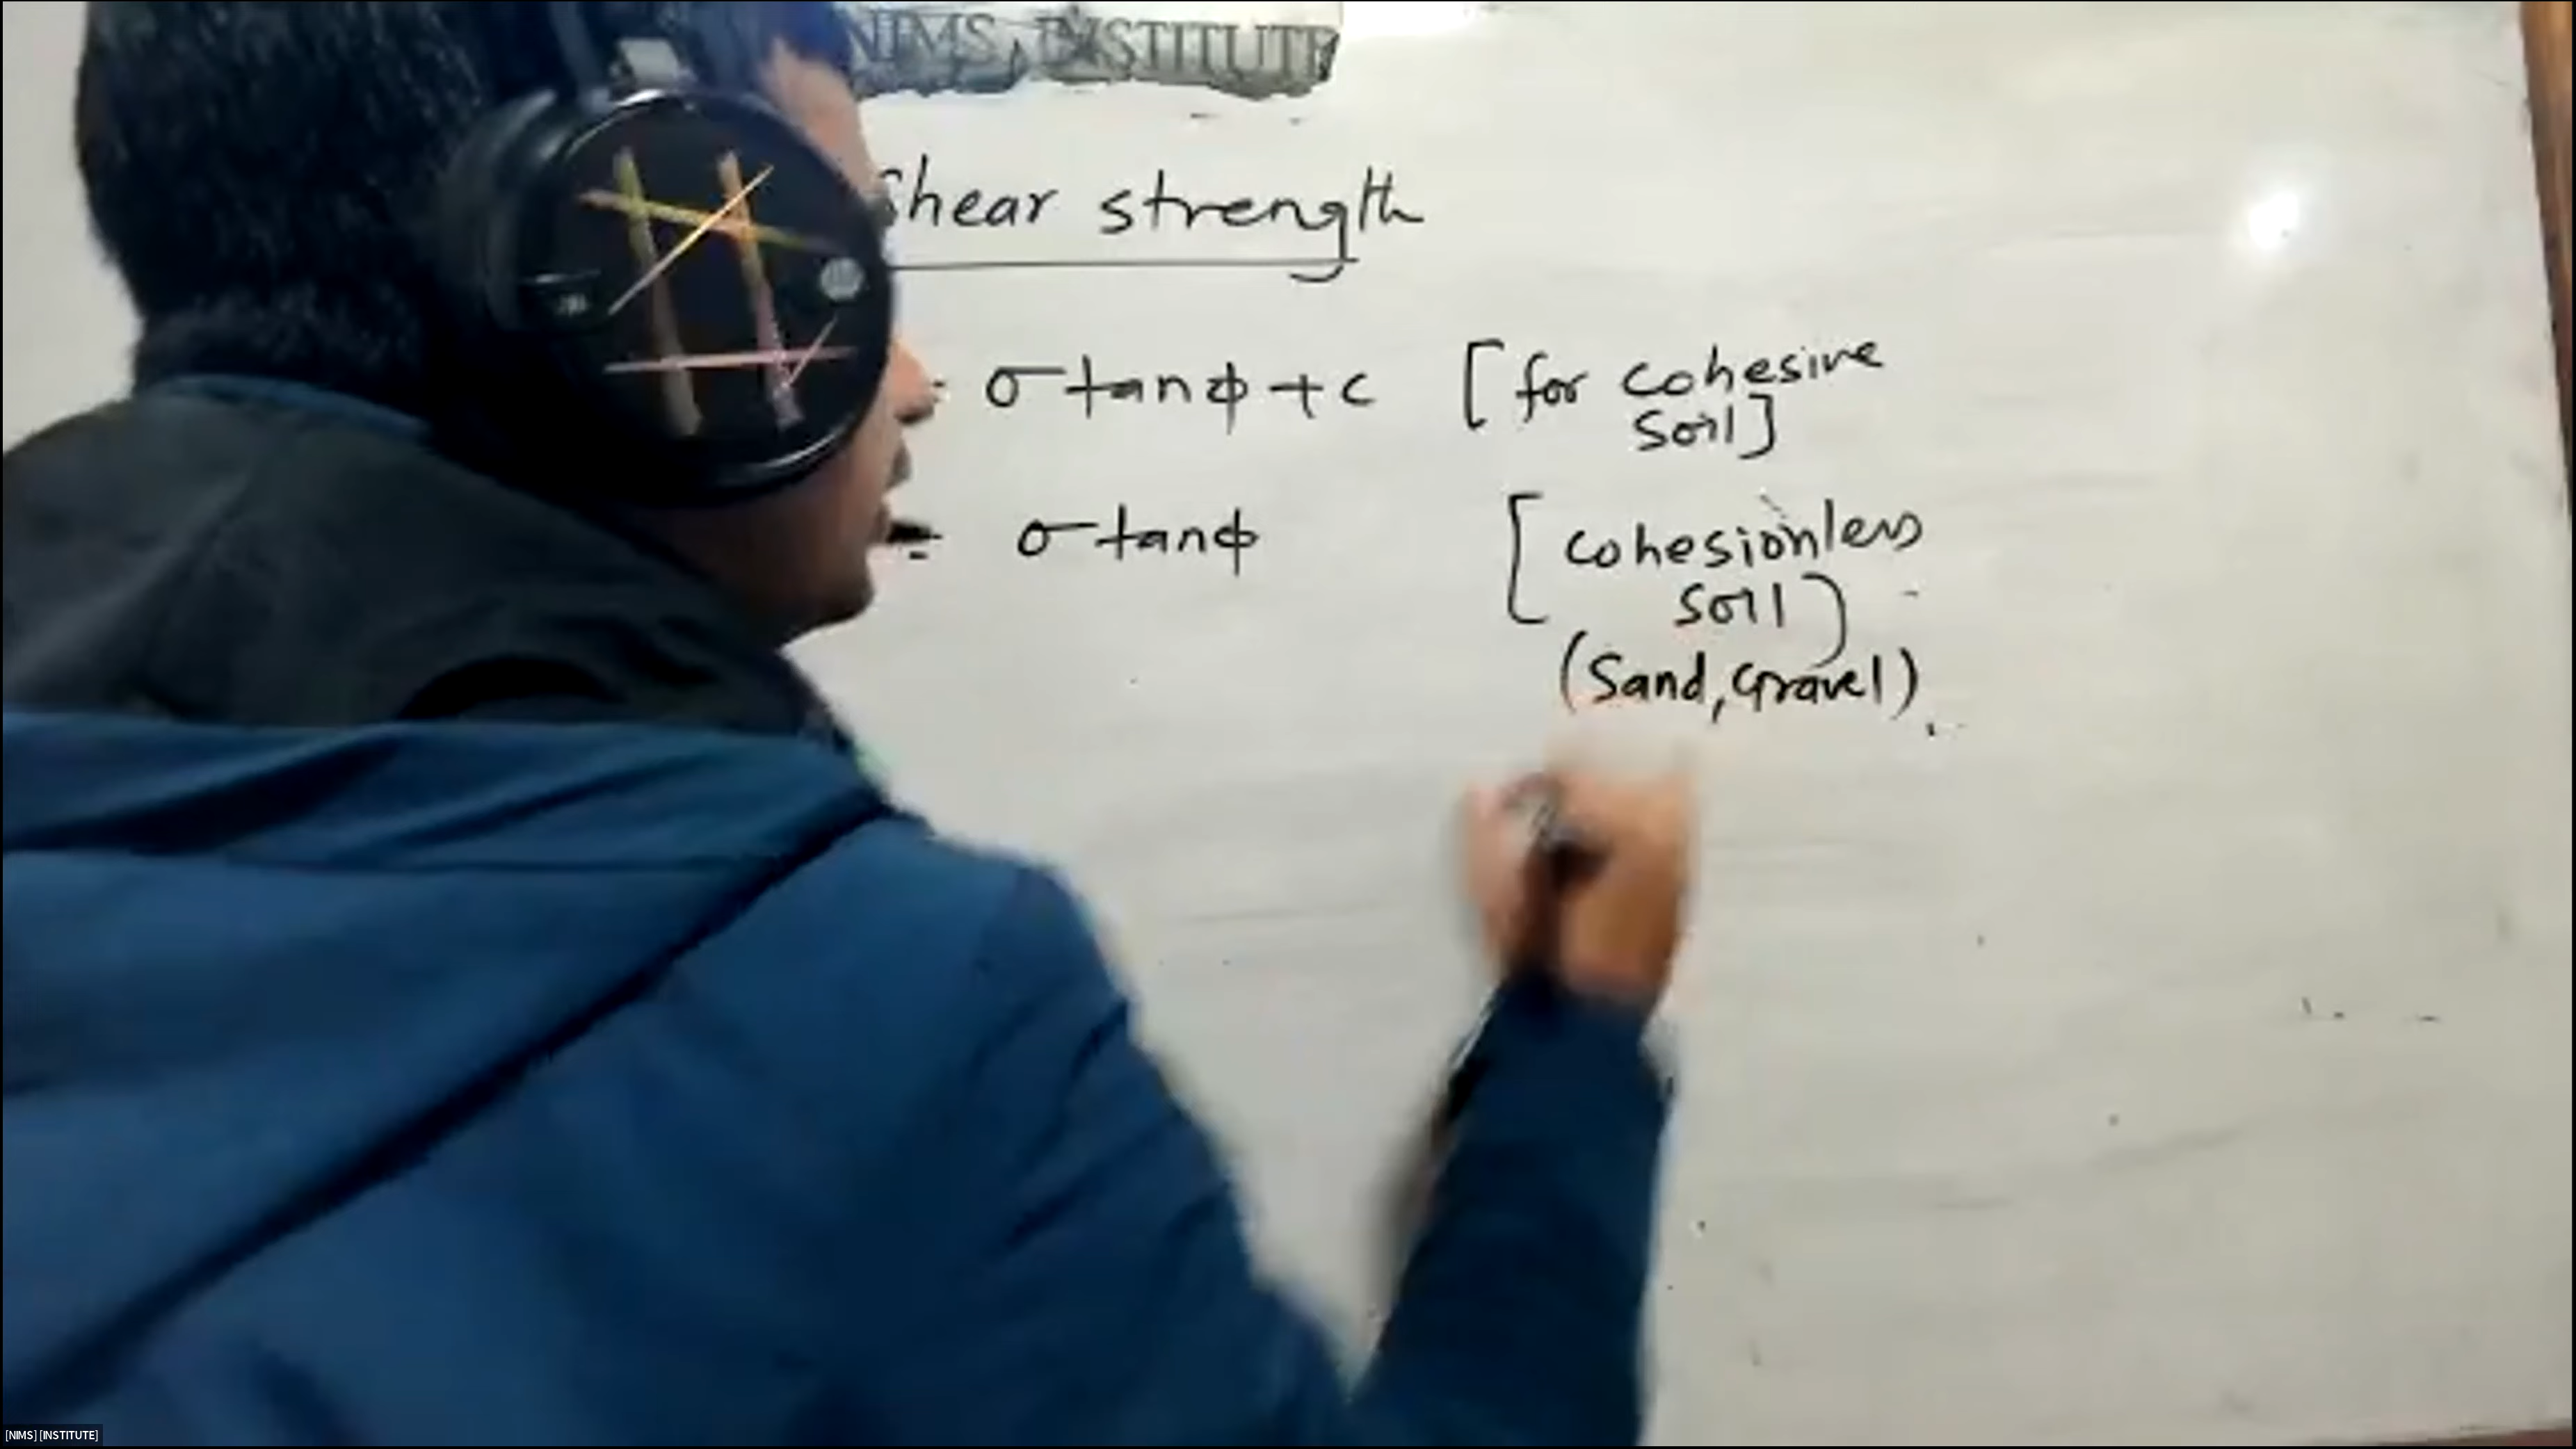 NIMS INSTITUTE
Shear strength
= σ tanφ + c [for cohesive
soil]
= σ tanφ [cohesionless
soil)
(Sand, Gravel)
[NIMS] [INSTITUTE]